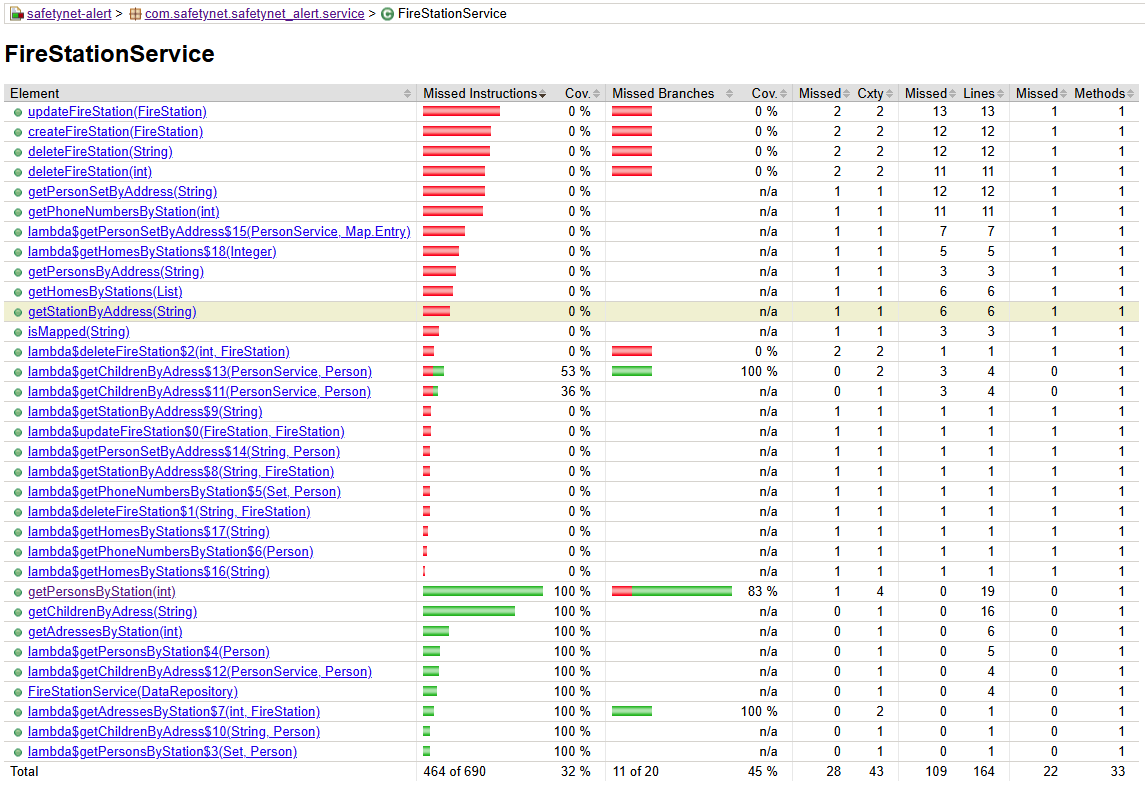 safetynet-alert > com.safetynet.safetynet_alert.service > FireStationService
FireStationService
Element Missed Instructions Cov. Missed Branches Cov. Missed Cxty Missed Lines Missed Methods
updateFireStation(FireStation) 0 % 0 % 2 2 13 13 1 1
createFireStation(FireStation) 0 % 0 % 2 2 12 12 1 1
deleteFireStation(String) 0 % 0 % 2 2 12 12 1 1
deleteFireStation(int) 0 % 0 % 2 2 11 11 1 1
getPersonSetByAddress(String) 0 % n/a 1 1 12 12 1 1
getPhoneNumbersByStation(int) 0 % n/a 1 1 11 11 1 1
lambda$getPersonSetByAddress$15(PersonService, Map.Entry) 0 % n/a 1 1 7 7 1 1
lambda$getHomesByStations$18(Integer) 0 % n/a 1 1 5 5 1 1
getPersonsByAddress(String) 0 % n/a 1 1 3 3 1 1
getHomesByStations(List) 0 % n/a 1 1 6 6 1 1
getStationByAddress(String) 0 % n/a 1 1 6 6 1 1
isMapped(String) 0 % n/a 1 1 3 3 1 1
lambda$deleteFireStation$2(int, FireStation) 0 % 0 % 2 2 1 1 1 1
lambda$getChildrenByAdress$13(PersonService, Person) 53 % 100 % 0 2 3 4 0 1
lambda$getChildrenByAdress$11(PersonService, Person) 36 % n/a 0 1 3 4 0 1
lambda$getStationByAddress$9(String) 0 % n/a 1 1 1 1 1 1
lambda$updateFireStation$0(FireStation, FireStation) 0 % n/a 1 1 1 1 1 1
lambda$getPersonSetByAddress$14(String, Person) 0 % n/a 1 1 1 1 1 1
lambda$getStationByAddress$8(String, FireStation) 0 % n/a 1 1 1 1 1 1
lambda$getPhoneNumbersByStation$5(Set, Person) 0 % n/a 1 1 1 1 1 1
lambda$deleteFireStation$1(String, FireStation) 0 % n/a 1 1 1 1 1 1
lambda$getHomesByStations$17(String) 0 % n/a 1 1 1 1 1 1
lambda$getPhoneNumbersByStation$6(Person) 0 % n/a 1 1 1 1 1 1
lambda$getHomesByStations$16(String) 0 % n/a 1 1 1 1 1 1
getPersonsByStation(int) 100 % 83 % 1 4 0 19 0 1
getChildrenByAdress(String) 100 % n/a 0 1 0 16 0 1
getAdressesByStation(int) 100 % n/a 0 1 0 6 0 1
lambda$getPersonsByStation$4(Person) 100 % n/a 0 1 0 5 0 1
lambda$getChildrenByAdress$12(PersonService, Person) 100 % n/a 0 1 0 4 0 1
FireStationService(DataRepository) 100 % n/a 0 1 0 4 0 1
lambda$getAdressesByStation$7(int, FireStation) 100 % 100 % 0 2 0 1 0 1
lambda$getChildrenByAdress$10(String, Person) 100 % n/a 0 1 0 1 0 1
lambda$getPersonsByStation$3(Set, Person) 100 % n/a 0 1 0 1 0 1
Total 464 of 690 32 % 11 of 20 45 % 28 43 109 164 22 33